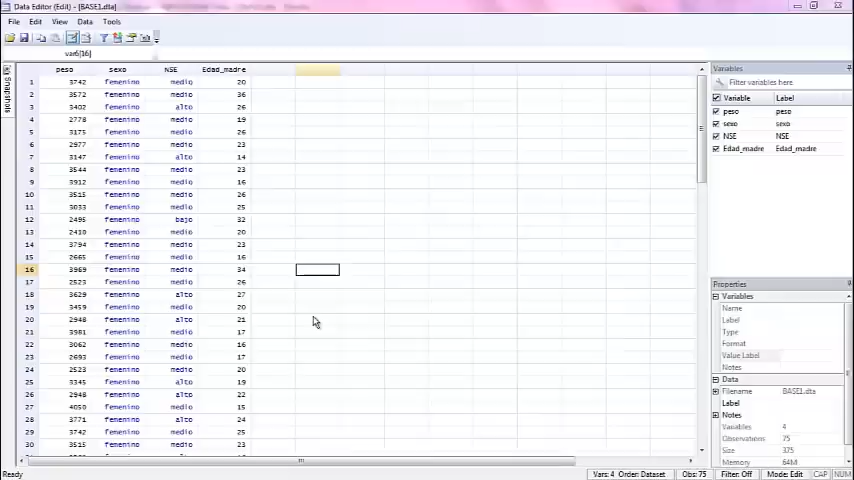 Data Editor (Edit) - [BASE1.dta]
File Edit View Data Tools
var6[16]
Snapshots
peso sexo NSE Edad_madre
1 3742 femenino medio 20
2 3572 femenino medio 36
3 3402 femenino alto 26
4 2778 femenino medio 19
5 3175 femenino medio 26
6 2977 femenino medio 23
7 3147 femenino alto 14
8 3544 femenino medio 23
9 3912 femenino medio 16
10 3515 femenino medio 26
11 3033 femenino medio 25
12 2495 femenino bajo 32
13 2410 femenino medio 20
14 3794 femenino medio 23
15 2665 femenino medio 16
16 3969 femenino medio 34
17 2523 femenino medio 26
18 3629 femenino alto 27
19 3459 femenino medio 20
20 2948 femenino alto 21
21 3981 femenino medio 17
22 3062 femenino medio 16
23 2693 femenino medio 17
24 2523 femenino medio 20
25 3345 femenino alto 19
26 2948 femenino alto 22
27 4050 femenino medio 15
28 3771 femenino alto 24
29 3742 femenino medio 25
30 3515 femenino medio 23
Variables
Filter variables here
Variable Label
peso peso
sexo sexo
NSE NSE
Edad_madre Edad_madre
Properties
Variables
Name
Label
Type
Format
Value Label
Notes
Data
Filename BASE1.dta
Label
Notes
Variables 4
Observations 75
Size 375
Memory 64M
Ready Vars: 4 Order: Dataset Obs: 75 Filter: Off Mode: Edit CAP NUM